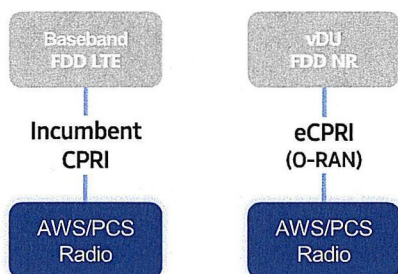 Baseband
FDD LTE
Incumbent
CPRI
AWS/PCS
Radio
vDU
FDD NR
eCPRI
(O-RAN)
AWS/PCS
Radio